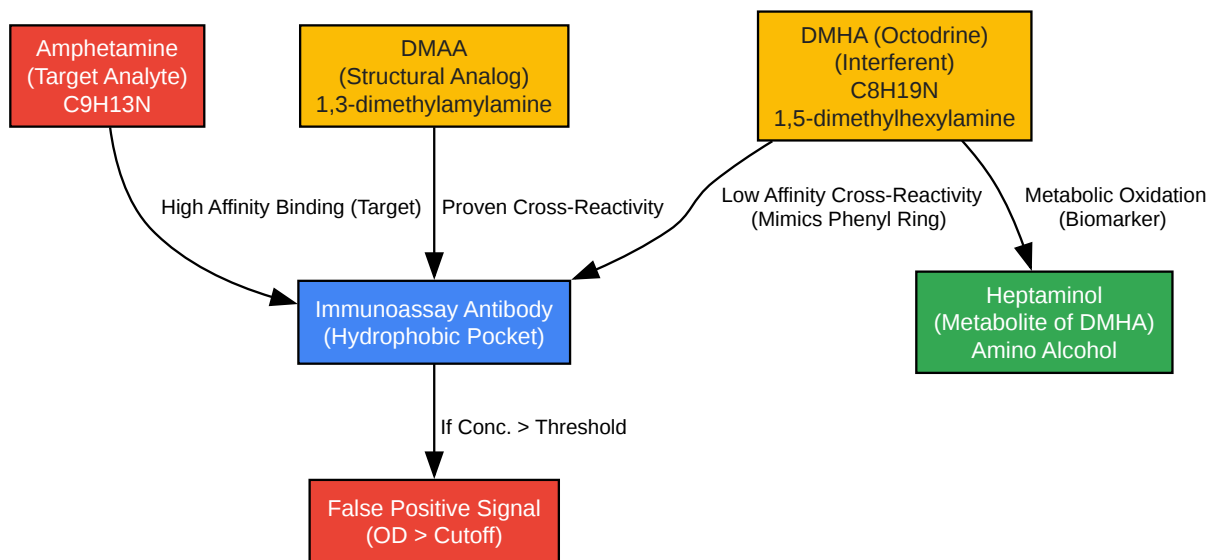 Amphetamine
(Target Analyte)
C9H13N
DMAA
(Structural Analog)
1,3-dimethylamylamine
DMHA (Octodrine)
(Interferent)
C8H19N
1,5-dimethylhexylamine
High Affinity Binding (Target)
Proven Cross-Reactivity
Low Affinity Cross-Reactivity
(Mimics Phenyl Ring)
Metabolic Oxidation
(Biomarker)
Immunoassay Antibody
(Hydrophobic Pocket)
Heptaminol
(Metabolite of DMHA)
Amino Alcohol
If Conc. > Threshold
False Positive Signal
(OD > Cutoff)